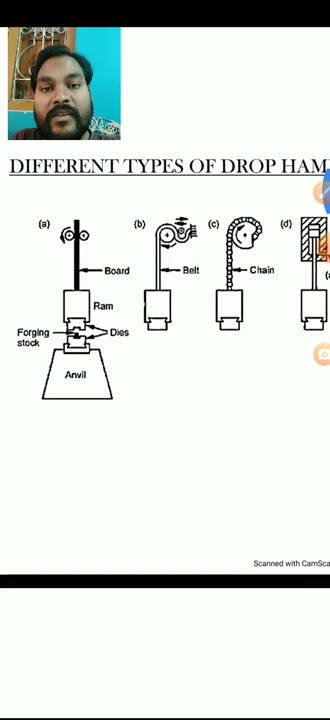 DIFFERENT TYPES OF DROP HAM
(a) (b) (c) (d)
Board Belt Chain
Ram
Forging
stock
Dies
Anvil
Scanned with CamSca